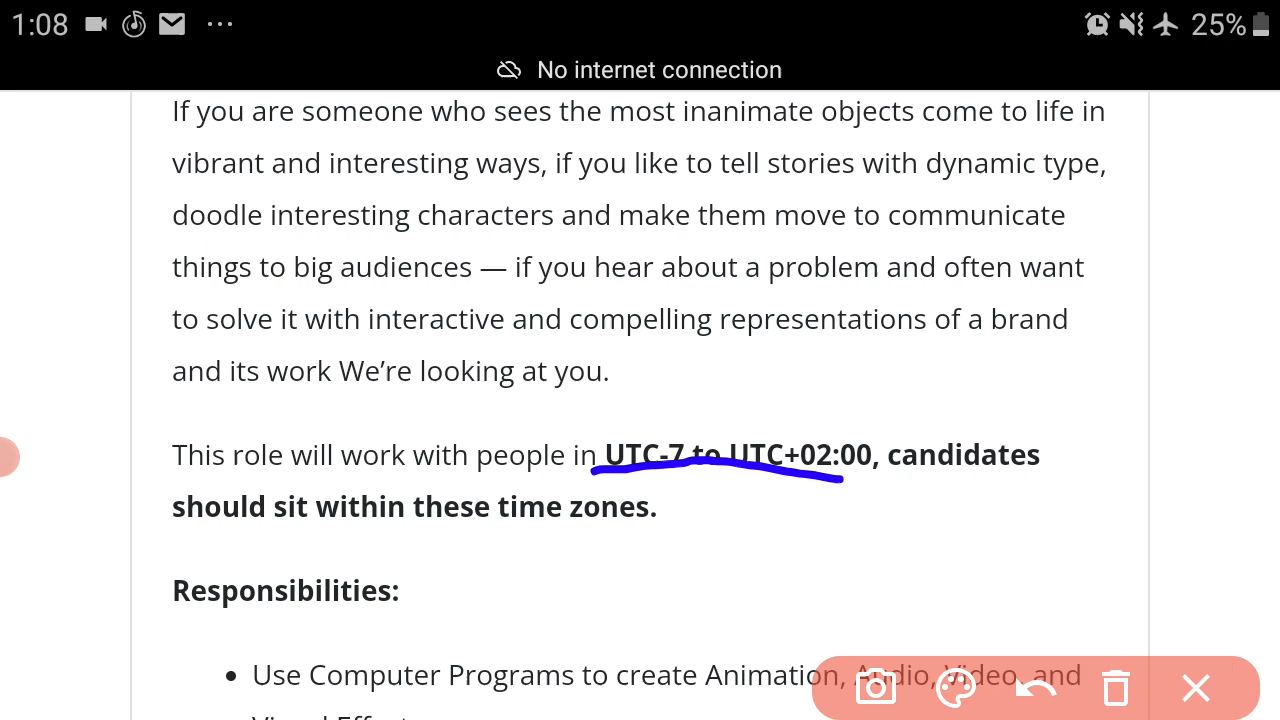 1:08 25%
No internet connection
If you are someone who sees the most inanimate objects come to life in
vibrant and interesting ways, if you like to tell stories with dynamic type,
doodle interesting characters and make them move to communicate
things to big audiences — if you hear about a problem and often want
to solve it with interactive and compelling representations of a brand
and its work We’re looking at you.
This role will work with people in UTC-7 to UTC+02:00, candidates
should sit within these time zones.
Responsibilities:
• Use Computer Programs to create Animation, Audio, Video, and